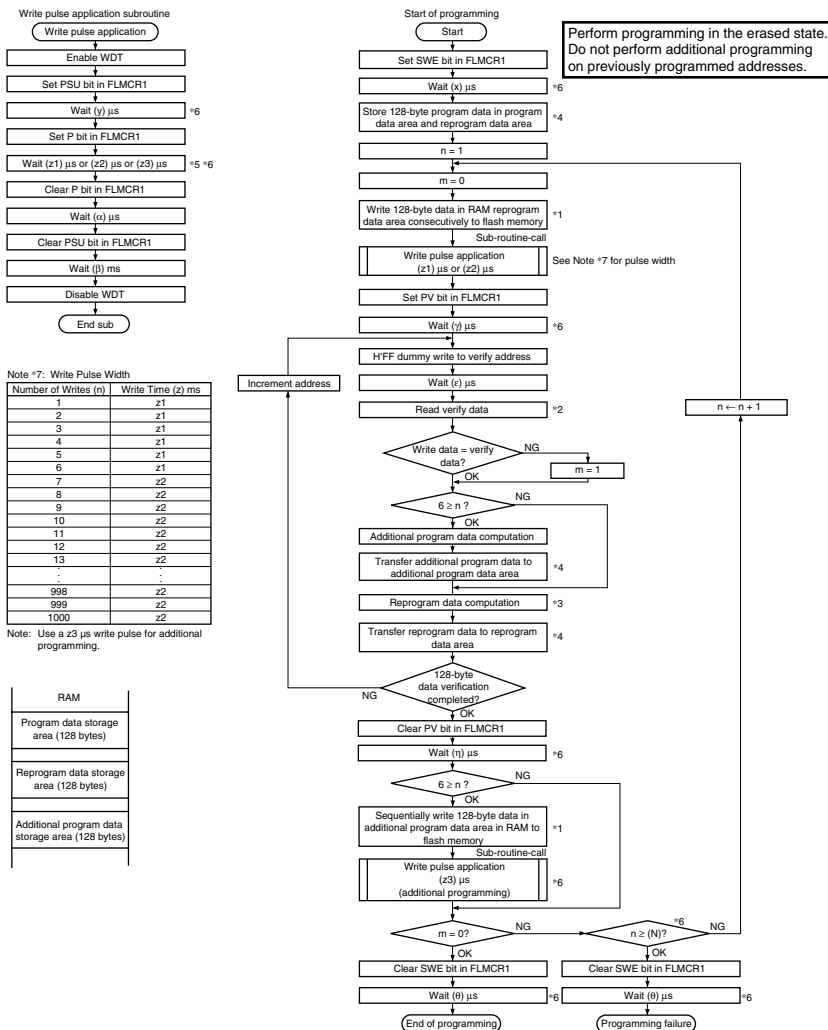 Write pulse application subroutine
Write pulse application
Enable WDT
Set PSU bit in FLMCR1
Wait (y) µs
*6
Set P bit in FLMCR1
Wait (z1) µs or (z2) µs or (z3) µs
*5 *6
Clear P bit in FLMCR1
Wait (α) µs
Clear PSU bit in FLMCR1
Wait (β) ms
Disable WDT
End sub
Note *7: Write Pulse Width
Number of Writes (n) Write Time (z) ms
1 z1
2 z1
3 z1
4 z1
5 z1
6 z1
7 z2
8 z2
9 z2
10 z2
11 z2
12 z2
13 z2
: :
998 z2
999 z2
1000 z2
Note: Use a z3 µs write pulse for additional
programming.
RAM
Program data storage
area (128 bytes)
Reprogram data storage
area (128 bytes)
Additional program data
storage area (128 bytes)
Start of programming
Start
Perform programming in the erased state.
Do not perform additional programming
on previously programmed addresses.
Set SWE bit in FLMCR1
Wait (x) µs
*6
Store 128-byte program data in program
data area and reprogram data area
*4
n = 1
m = 0
Write 128-byte data in RAM reprogram
data area consecutively to flash memory
*1
Sub-routine-call
Write pulse application
(z1) µs or (z2) µs
See Note *7 for pulse width
Set PV bit in FLMCR1
Wait (γ) µs
*6
H'FF dummy write to verify address
Increment address
Wait (ε) µs
Read verify data
*2
n ← n + 1
Write data = verify
data?
NG
m = 1
OK
6 ≥ n ?
NG
OK
Additional program data computation
Transfer additional program data to
additional program data area
*4
Reprogram data computation
*3
Transfer reprogram data to reprogram
data area
*4
128-byte
data verification
completed?
NG
OK
Clear PV bit in FLMCR1
Wait (η) µs
*6
6 ≥ n ?
NG
OK
Sequentially write 128-byte data in
additional program data area in RAM to
flash memory
*1
Sub-routine-call
Write pulse application
(z3) µs
(additional programming)
*6
m = 0?
NG
n ≥ (N)?
*6
NG
OK
OK
Clear SWE bit in FLMCR1
Clear SWE bit in FLMCR1
Wait (θ) µs
*6
Wait (θ) µs
*6
End of programming
Programming failure